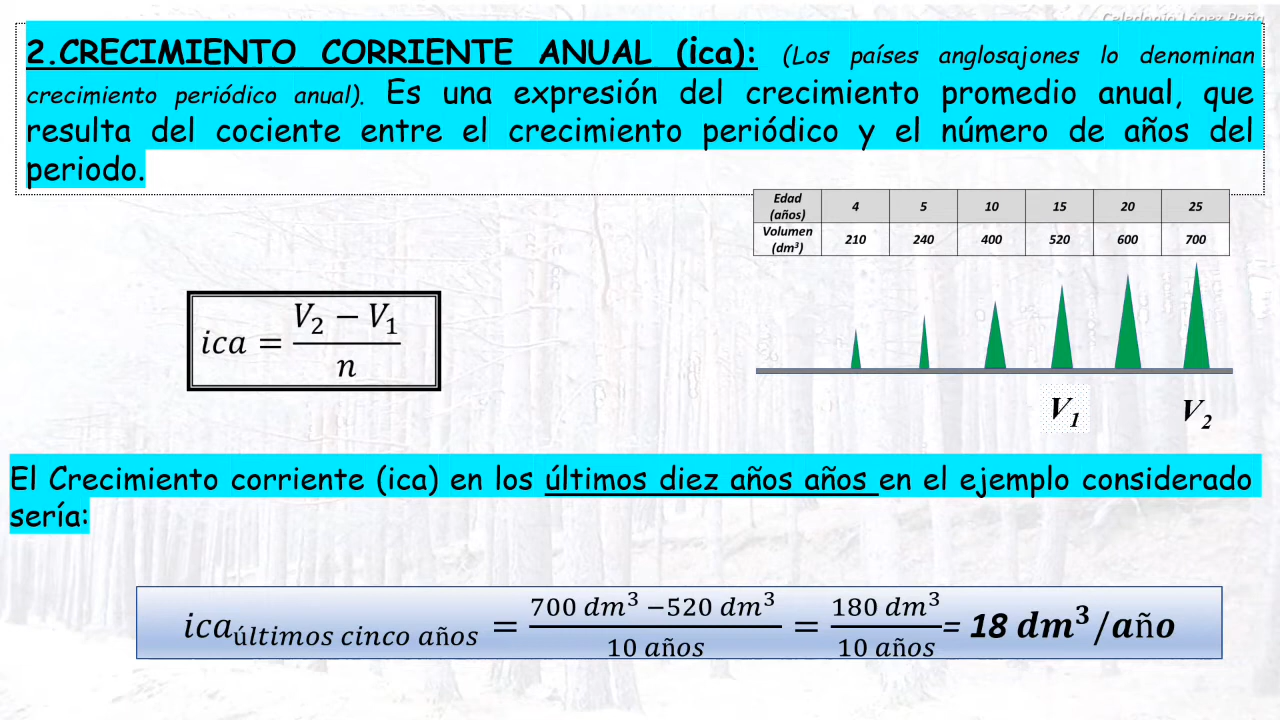 Celedonio López Peña
2.CRECIMIENTO CORRIENTE ANUAL (ica): (Los países anglosajones lo denominan
crecimiento periódico anual). Es una expresión del crecimiento promedio anual, que
resulta del cociente entre el crecimiento periódico y el número de años del
periodo.
Edad (años) 4 5 10 15 20 25
Volumen (dm³) 210 240 400 520 600 700
ica = (V₂ − V₁)/n
V₁ V₂
El Crecimiento corriente (ica) en los últimos diez años años en el ejemplo considerado
sería:
ica últimos cinco años = (700 dm³ −520 dm³)/(10 años) = (180 dm³)/(10 años) = 18 dm³/año